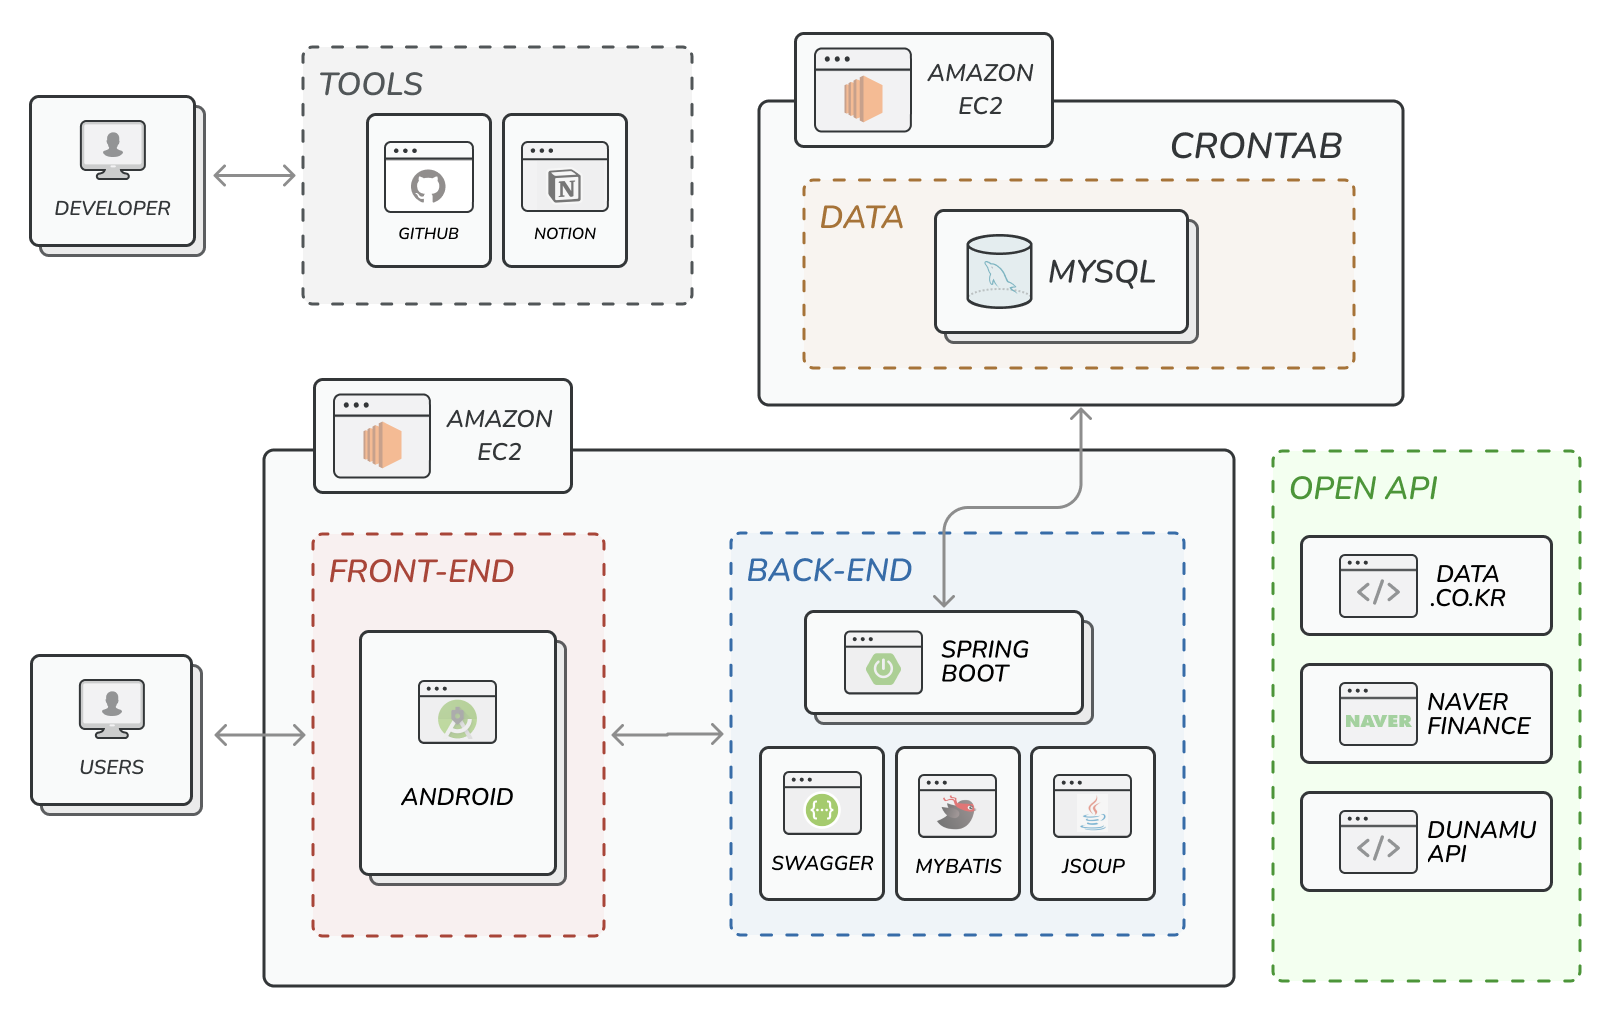 DEVELOPER
TOOLS
GITHUB
NOTION
AMAZON
EC2
CRONTAB
DATA
MYSQL
AMAZON
EC2
USERS
FRONT-END
ANDROID
BACK-END
SPRING
BOOT
SWAGGER
MYBATIS
JSOUP
OPEN API
DATA
.CO.KR
NAVER
NAVER
FINANCE
DUNAMU
API